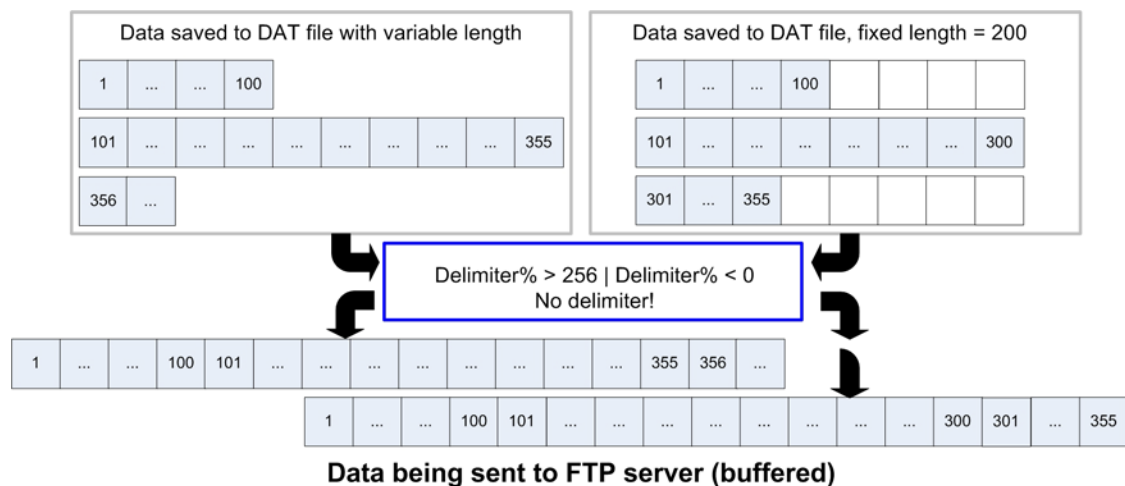 Data saved to DAT file with variable length
1 ... ... 100
101 ... ... ... ... ... ... ... ... 355
356 ...
Data saved to DAT file, fixed length = 200
1 ... ... 100
101 ... ... ... ... ... ... 300
301 ... 355
Delimiter% > 256 | Delimiter% < 0
No delimiter!
1 ... ... 100 101 ... ... ... ... ... ... ... ... 355 356 ...
1 ... ... 100 101 ... ... ... ... ... ... ... ... 300 301 ... 355
Data being sent to FTP server (buffered)